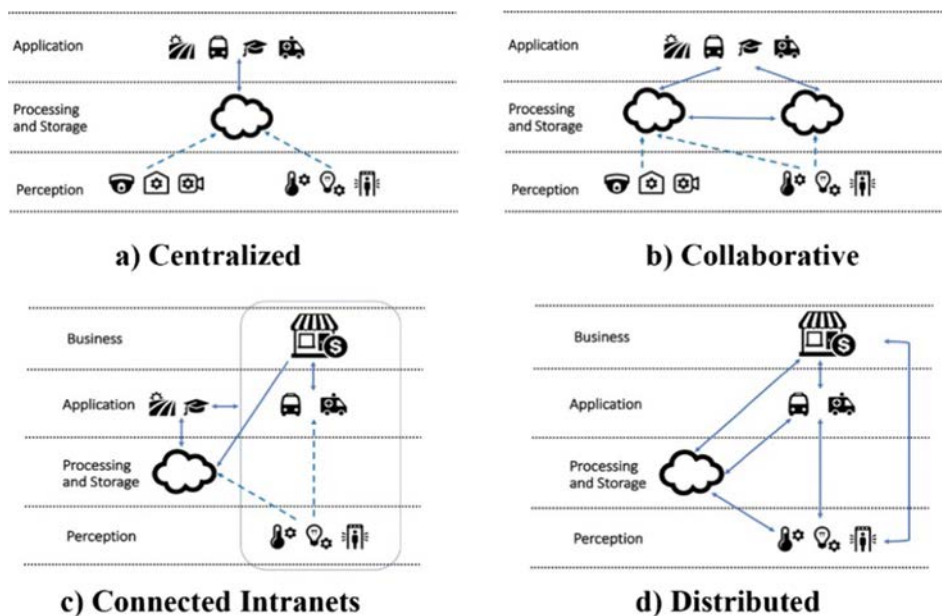 Application
Processing
and Storage
Perception
a) Centralized
Application
Processing
and Storage
Perception
b) Collaborative
Business
$
Application
Processing
and Storage
Perception
c) Connected Intranets
Business
$
Application
Processing
and Storage
Perception
d) Distributed